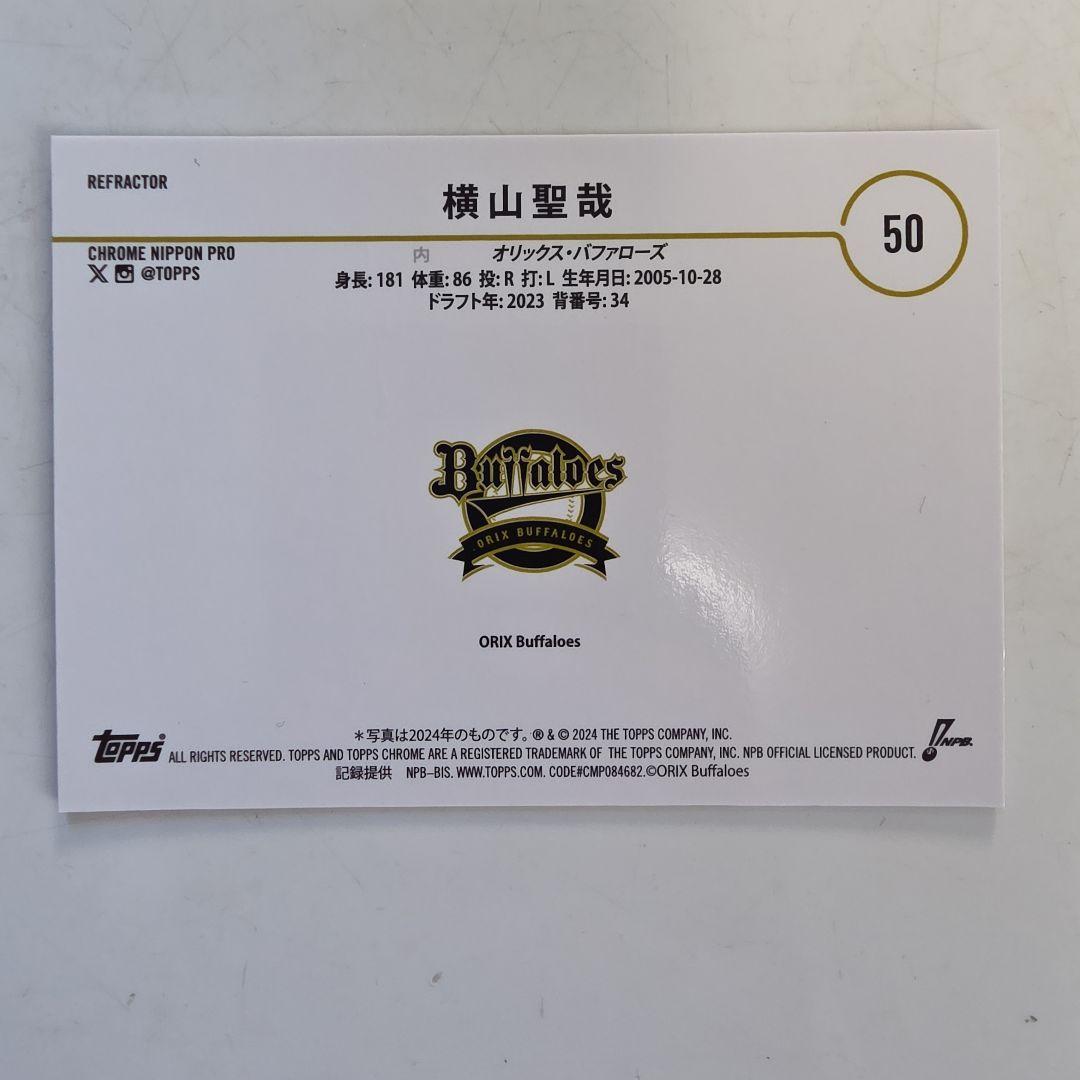 REFRACTOR
横山聖哉
50
CHROME NIPPON PRO
@TOPPS
内 オリックス・バファローズ
身長: 181 体重: 86 投: R 打: L 生年月日: 2005-10-28
ドラフト年: 2023 背番号: 34
Buffaloes
ORIX BUFFALOES
ORIX Buffaloes
＊写真は2024年のものです。® & © 2024 THE TOPPS COMPANY, INC.
topps®
ALL RIGHTS RESERVED. TOPPS AND TOPPS CHROME ARE A REGISTERED TRADEMARK OF THE TOPPS COMPANY, INC. NPB OFFICIAL LICENSED PRODUCT.
NPB.
記録提供 NPB–BIS. WWW.TOPPS.COM. CODE#CMP084682.©ORIX Buffaloes